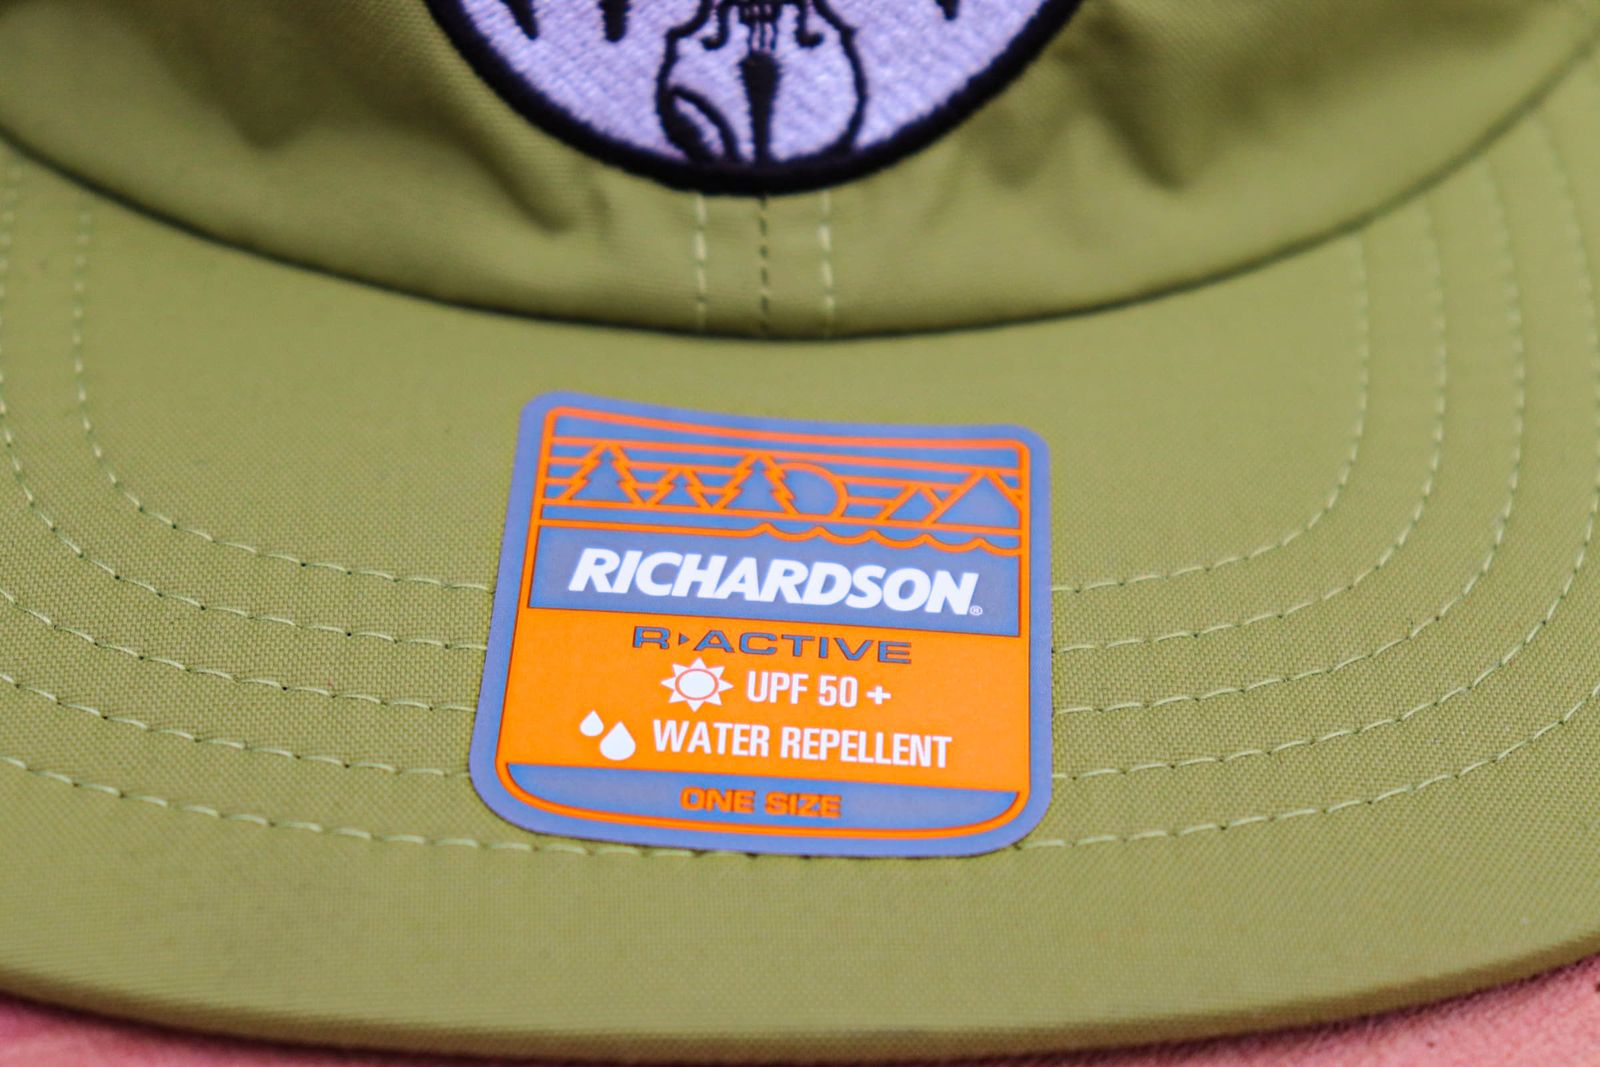 RICHARDSON®
R▸ACTIVE
UPF 50+
WATER REPELLENT
ONE SIZE